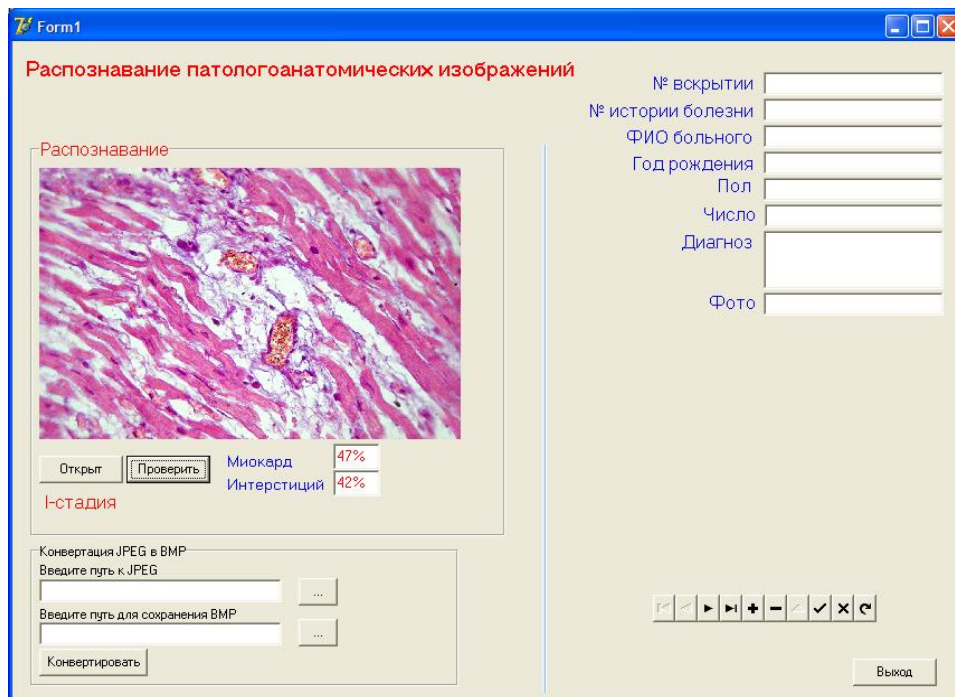 Form1
Распознавание патологоанатомических изображений
Распознавание
Открыт
Проверить
Миокард
47%
Интерстиций
42%
I-стадия
Конвертация JPEG в BMP
Введите путь к JPEG
...
Введите путь для сохранения BMP
...
Конвертировать
№ вскрытии
№ истории болезни
ФИО больного
Год рождения
Пол
Число
Диагноз
Фото
Выход